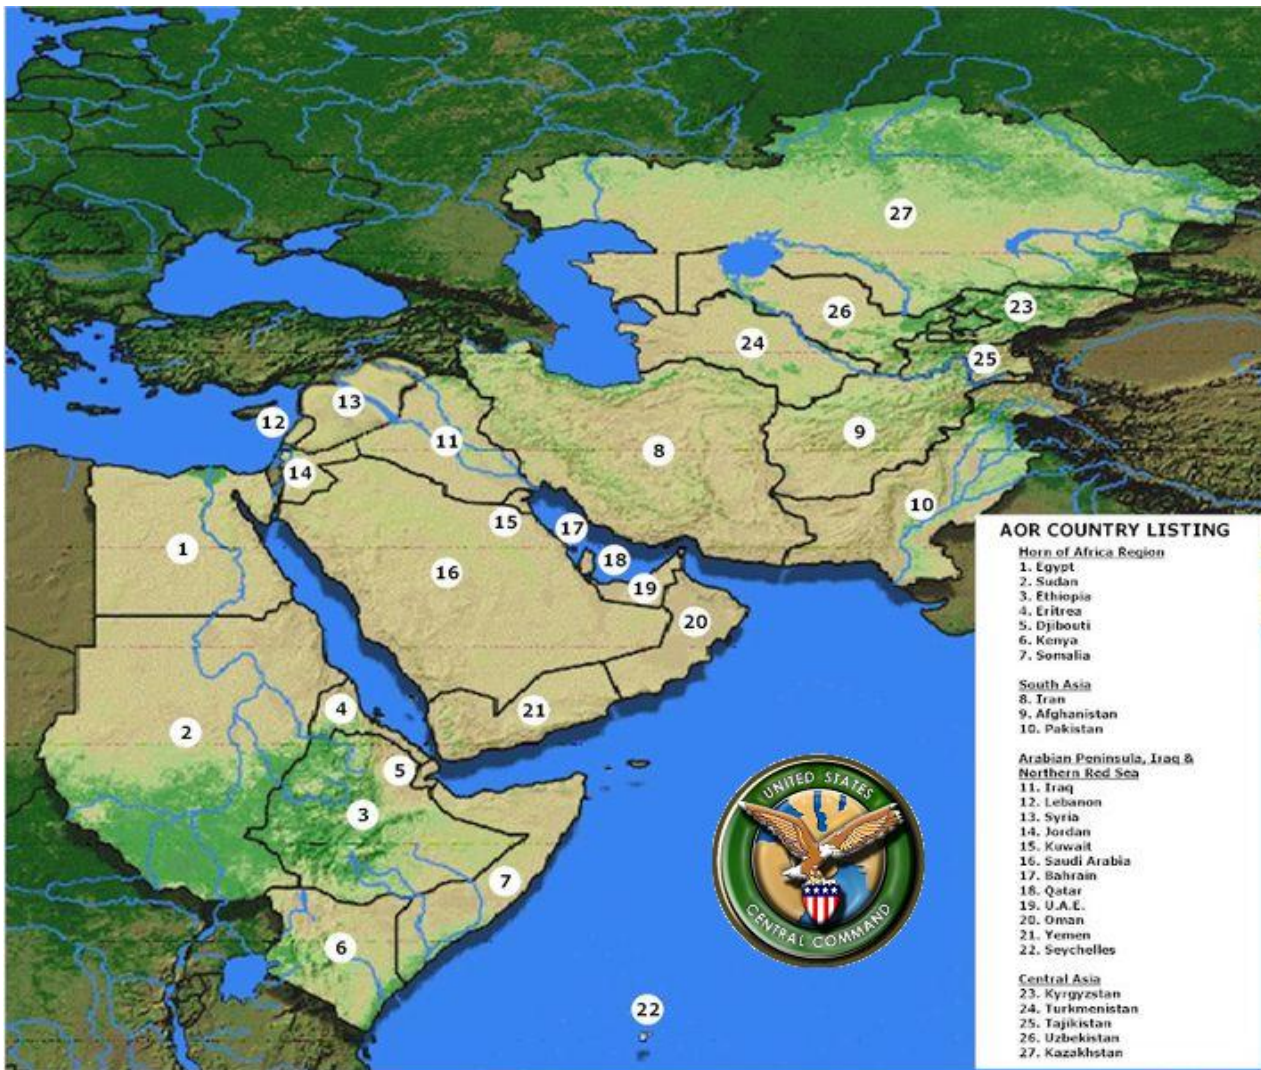 27
23
26
24
25
13
12
9
11
8
14
10
15
17
1
18
16
19
20
4
21
2
5
3
7
6
22
AOR COUNTRY LISTING
Horn of Africa Region
1. Egypt
2. Sudan
3. Ethiopia
4. Eritrea
5. Djibouti
6. Kenya
7. Somalia
South Asia
8. Iran
9. Afghanistan
10. Pakistan
Arabian Peninsula, Iraq &
Northern Red Sea
11. Iraq
12. Lebanon
13. Syria
14. Jordan
15. Kuwait
16. Saudi Arabia
17. Bahrain
18. Qatar
19. U.A.E.
20. Oman
21. Yemen
22. Seychelles
Central Asia
23. Kyrgyzstan
24. Turkmenistan
25. Tajikistan
26. Uzbekistan
27. Kazakhstan
UNITED STATES
CENTRAL COMMAND